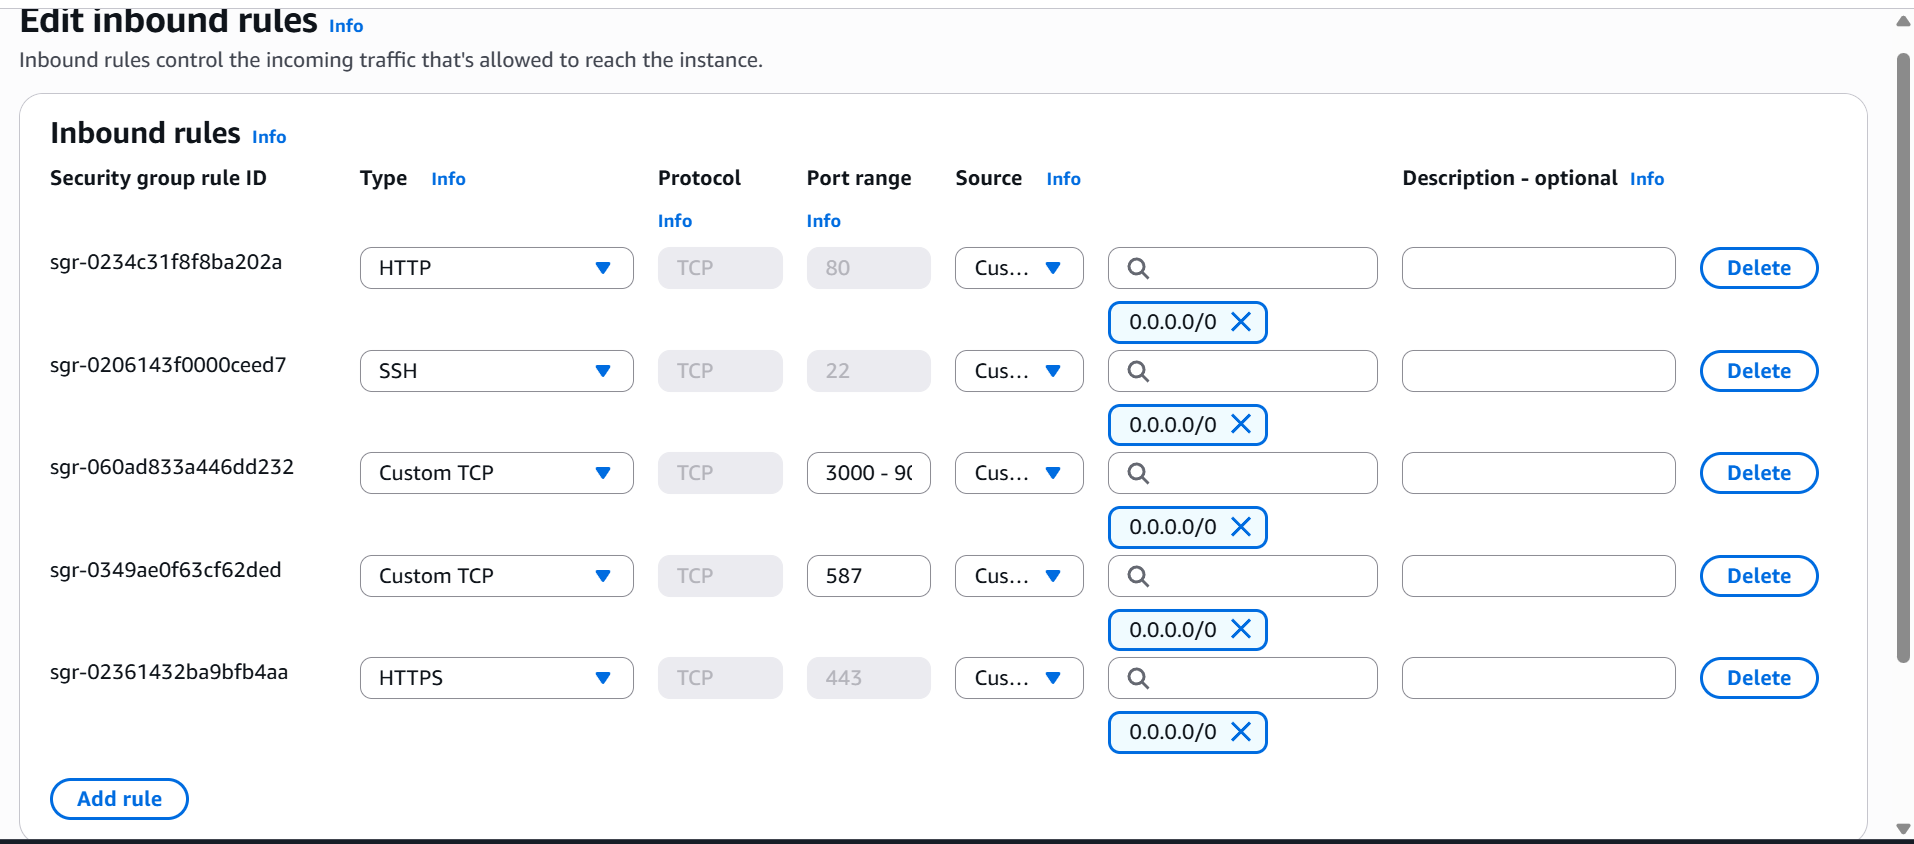 Edit inbound rules Info
Inbound rules control the incoming traffic that's allowed to reach the instance.
Inbound rules Info
Security group rule ID Type Info Protocol Info Port range Info Source Info Description - optional Info
sgr-0234c31f8f8ba202a HTTP TCP 80 Cus... Delete
0.0.0.0/0
sgr-0206143f0000ceed7 SSH TCP 22 Cus... Delete
0.0.0.0/0
sgr-060ad833a446dd232 Custom TCP TCP 3000 - Cus... Delete
0.0.0.0/0
sgr-0349ae0f63cf62ded Custom TCP TCP 587 Cus... Delete
0.0.0.0/0
sgr-02361432ba9bfb4aa HTTPS TCP 443 Cus... Delete
0.0.0.0/0
Add rule